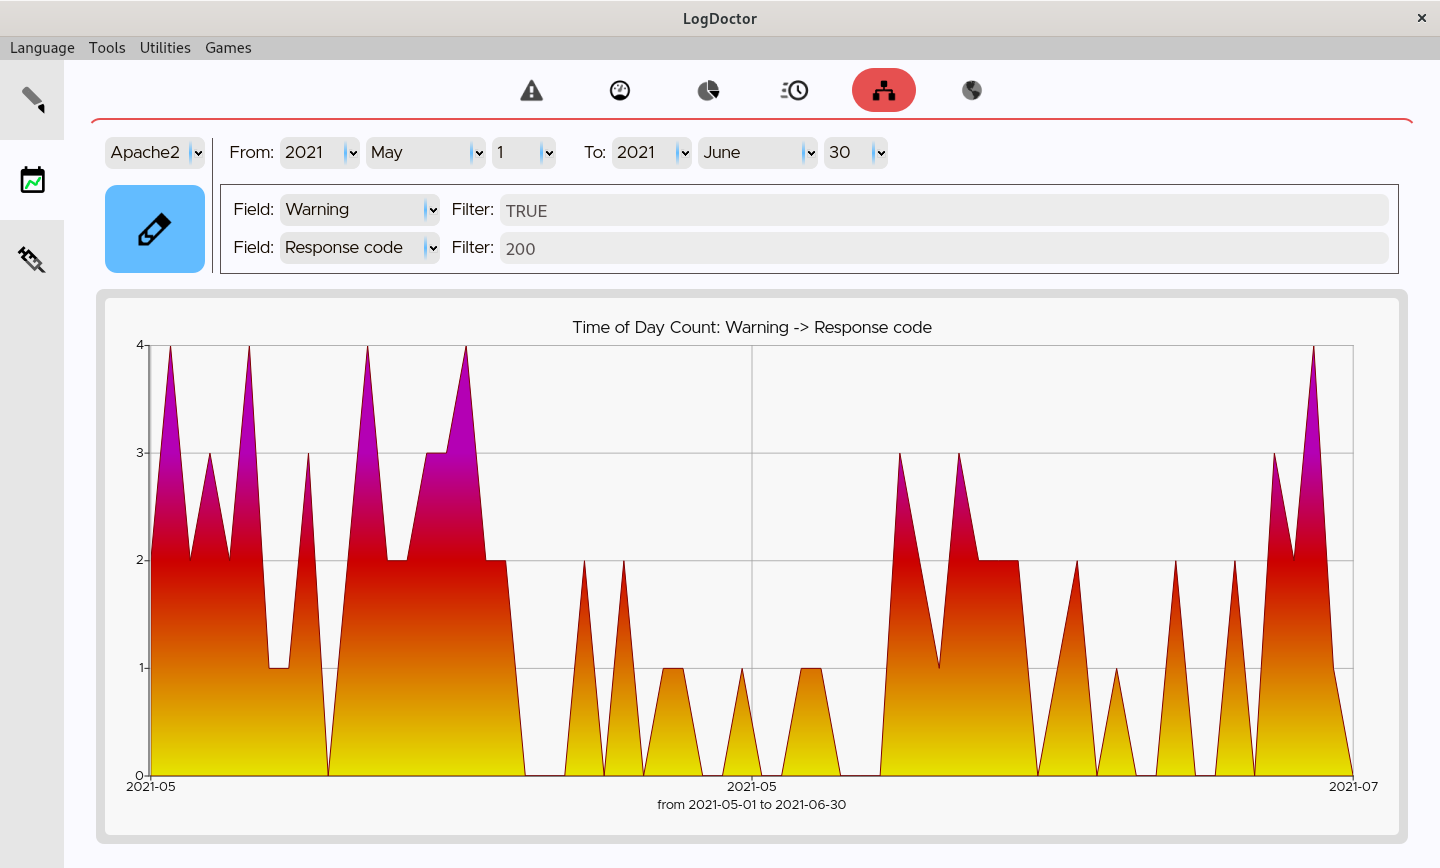 LogDoctor ×
Language Tools Utilities Games
Apache2 From: 2021 May 1 To: 2021 June 30
Field: Warning Filter: TRUE
Field: Response code Filter: 200
Time of Day Count: Warning -> Response code
4
3
2
1
0
2021-05 2021-05 2021-07
from 2021-05-01 to 2021-06-30